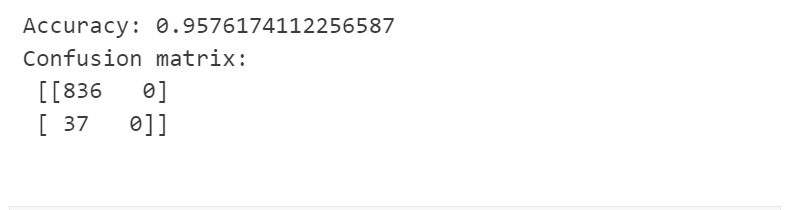 Accuracy: 0.9576174112256587
Confusion matrix:
[[836   0]
[ 37   0]]